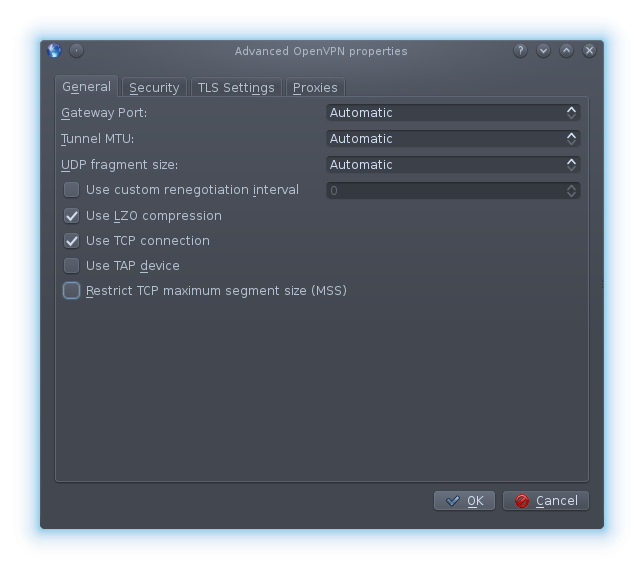 Advanced OpenVPN properties
General Security TLS Settings Proxies
Gateway Port: Automatic
Tunnel MTU: Automatic
UDP fragment size: Automatic
Use custom renegotiation interval 0
Use LZO compression
Use TCP connection
Use TAP device
Restrict TCP maximum segment size (MSS)
OK Cancel